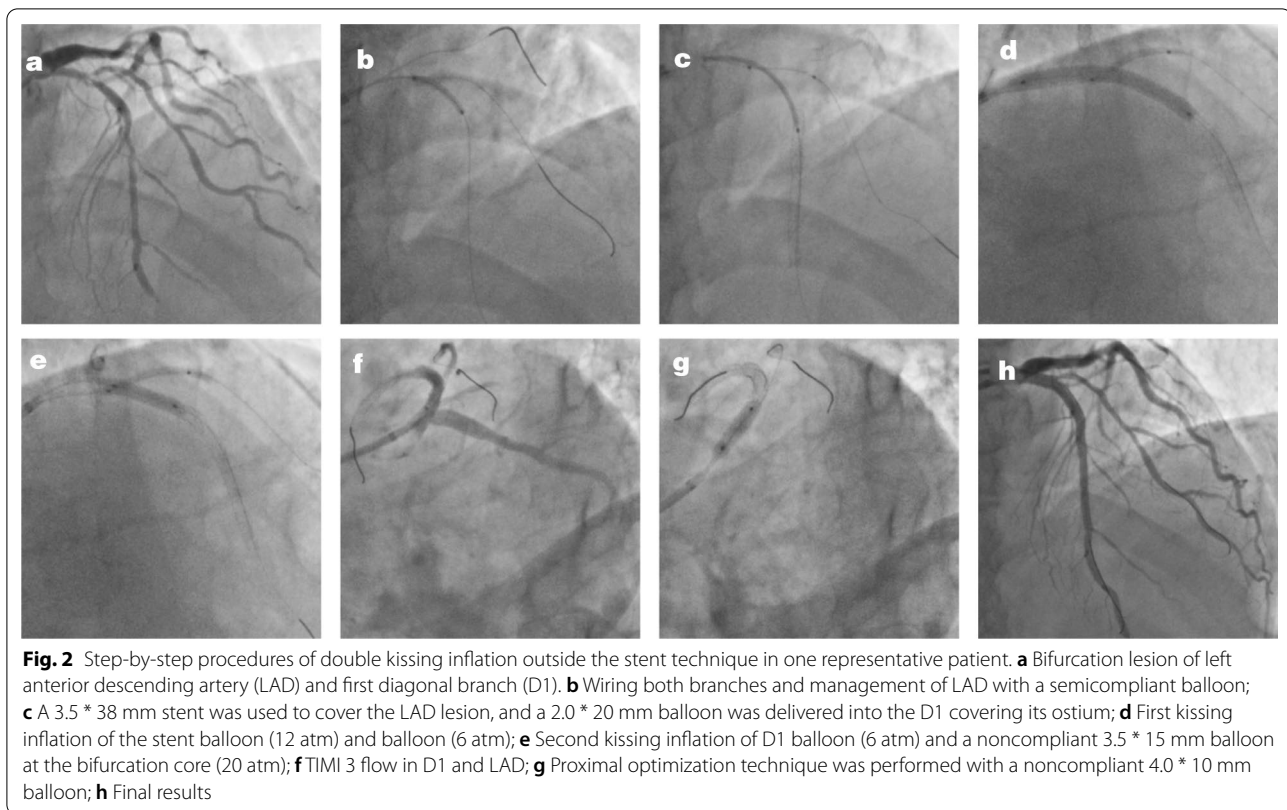 a
b
c
d
e
f
g
h
Fig. 2 Step-by-step procedures of double kissing inflation outside the stent technique in one representative patient. a Bifurcation lesion of left
anterior descending artery (LAD) and first diagonal branch (D1). b Wiring both branches and management of LAD with a semicompliant balloon;
c A 3.5 * 38 mm stent was used to cover the LAD lesion, and a 2.0 * 20 mm balloon was delivered into the D1 covering its ostium; d First kissing
inflation of the stent balloon (12 atm) and balloon (6 atm); e Second kissing inflation of D1 balloon (6 atm) and a noncompliant 3.5 * 15 mm balloon
at the bifurcation core (20 atm); f TIMI 3 flow in D1 and LAD; g Proximal optimization technique was performed with a noncompliant 4.0 * 10 mm
balloon; h Final results